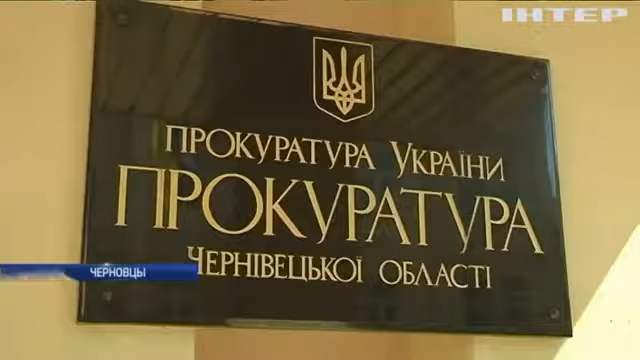 ІНТЕР
ПРОКУРАТУРА УКРАЇНИ
ПРОКУРАТУРА
ЧЕРНІВЕЦЬКОЇ ОБЛАСТІ
ЧЕРНОВЦЫ